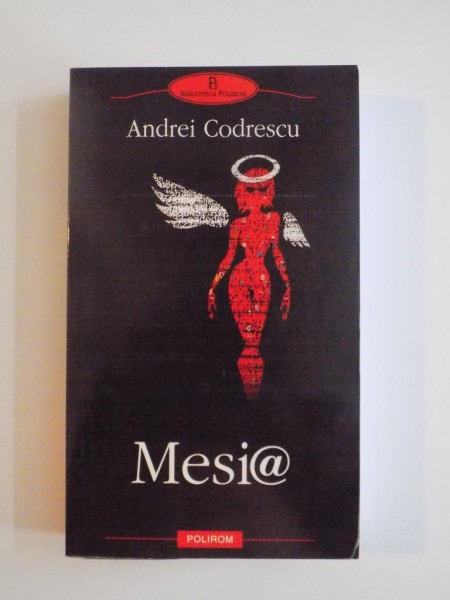 BIBLIOTECA POLIROM
Andrei Codrescu
Mesi@
POLIROM